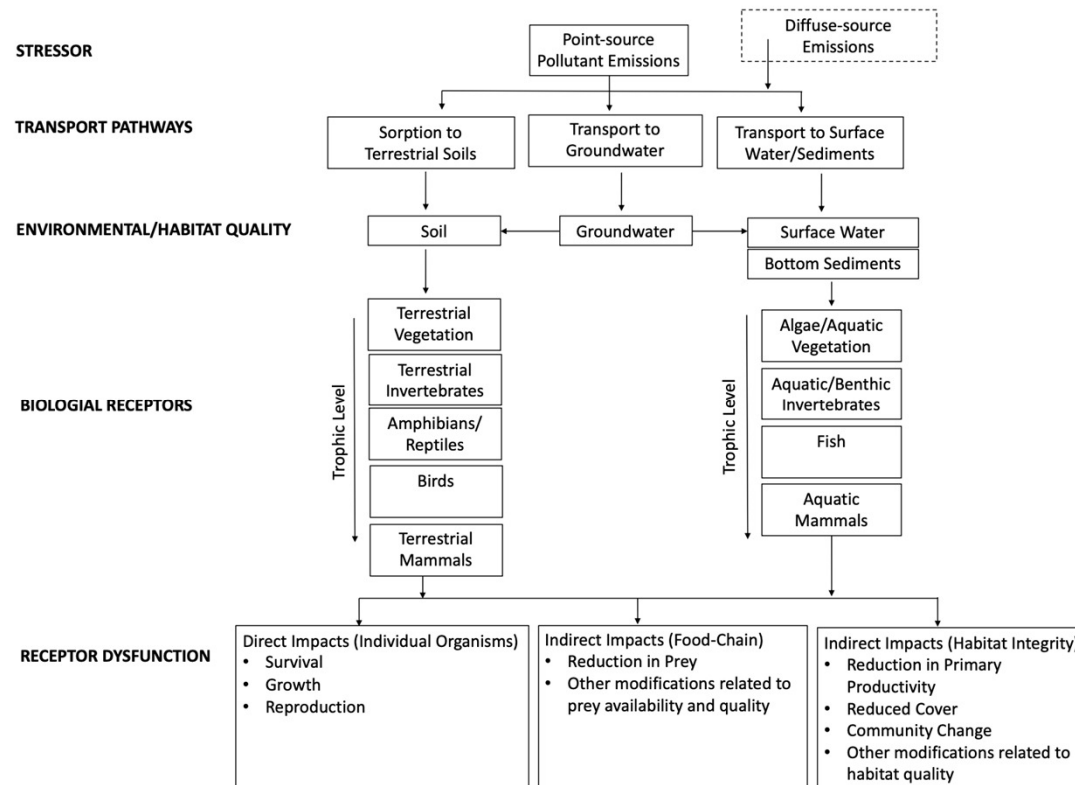 STRESSOR
Point-source
Pollutant Emissions
Diffuse-source
Emissions
TRANSPORT PATHWAYS
Sorption to
Terrestrial Soils
Transport to
Groundwater
Transport to Surface
Water/Sediments
ENVIRONMENTAL/HABITAT QUALITY
Soil
Groundwater
Surface Water
Bottom Sediments
BIOLOGIAL RECEPTORS
Trophic Level
Terrestrial
Vegetation
Terrestrial
Invertebrates
Amphibians/
Reptiles
Birds
Terrestrial
Mammals
Trophic Level
Algae/Aquatic
Vegetation
Aquatic/Benthic
Invertebrates
Fish
Aquatic
Mammals
RECEPTOR DYSFUNCTION
Direct Impacts (Individual Organisms)
• Survival
• Growth
• Reproduction
Indirect Impacts (Food-Chain)
• Reduction in Prey
• Other modifications related to
prey availability and quality
Indirect Impacts (Habitat Integrity)
• Reduction in Primary
Productivity
• Reduced Cover
• Community Change
• Other modifications related to
habitat quality